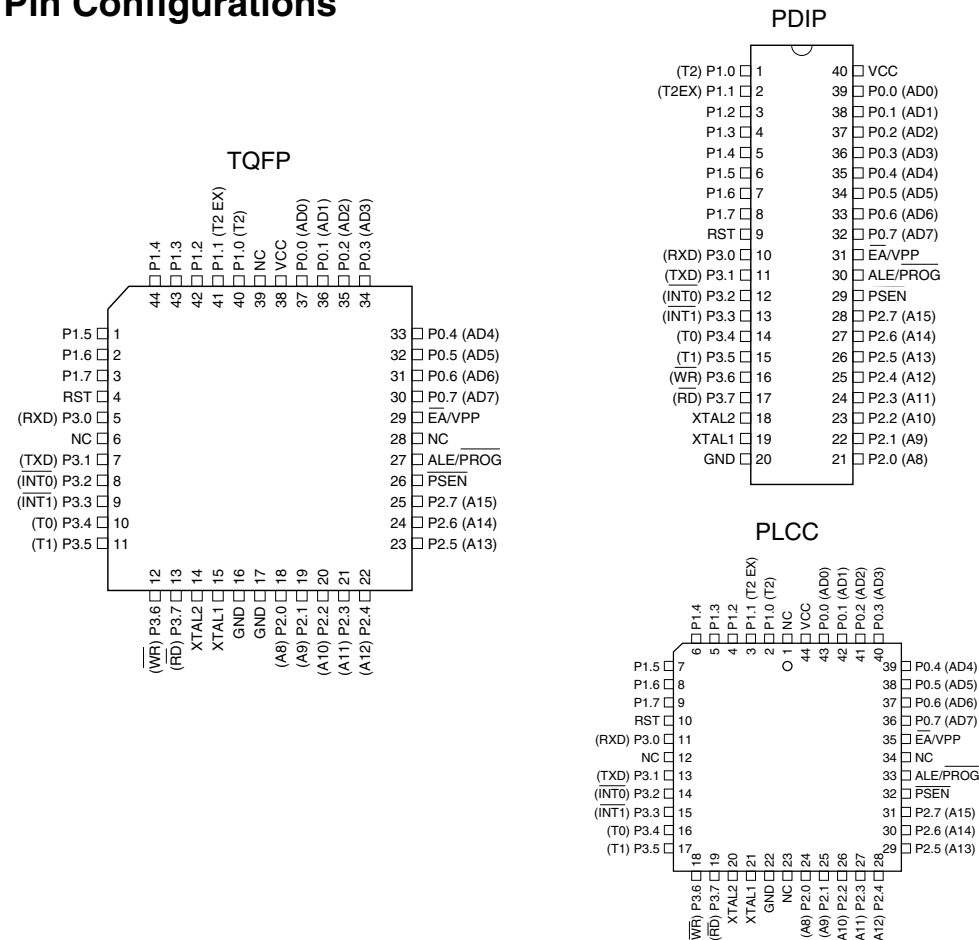 Pin Configurations
PDIP
(T2) P1.0 1 40 VCC
(T2EX) P1.1 2 39 P0.0 (AD0)
P1.2 3 38 P0.1 (AD1)
P1.3 4 37 P0.2 (AD2)
P1.4 5 36 P0.3 (AD3)
P1.5 6 35 P0.4 (AD4)
P1.6 7 34 P0.5 (AD5)
P1.7 8 33 P0.6 (AD6)
RST 9 32 P0.7 (AD7)
(RXD) P3.0 10 31 EA/VPP
(TXD) P3.1 11 30 ALE/PROG
(INT0) P3.2 12 29 PSEN
(INT1) P3.3 13 28 P2.7 (A15)
(T0) P3.4 14 27 P2.6 (A14)
(T1) P3.5 15 26 P2.5 (A13)
(WR) P3.6 16 25 P2.4 (A12)
(RD) P3.7 17 24 P2.3 (A11)
XTAL2 18 23 P2.2 (A10)
XTAL1 19 22 P2.1 (A9)
GND 20 21 P2.0 (A8)
TQFP
44 P1.4
43 P1.3
42 P1.2
41 P1.1 (T2 EX)
40 P1.0 (T2)
39 NC
38 VCC
37 P0.0 (AD0)
36 P0.1 (AD1)
35 P0.2 (AD2)
34 P0.3 (AD3)
P1.5 1 33 P0.4 (AD4)
P1.6 2 32 P0.5 (AD5)
P1.7 3 31 P0.6 (AD6)
RST 4 30 P0.7 (AD7)
(RXD) P3.0 5 29 EA/VPP
NC 6 28 NC
(TXD) P3.1 7 27 ALE/PROG
(INT0) P3.2 8 26 PSEN
(INT1) P3.3 9 25 P2.7 (A15)
(T0) P3.4 10 24 P2.6 (A14)
(T1) P3.5 11 23 P2.5 (A13)
(WR) P3.6 12
(RD) P3.7 13
XTAL2 14
XTAL1 15
GND 16
GND 17
(A8) P2.0 18
(A9) P2.1 19
(A10) P2.2 20
(A11) P2.3 21
(A12) P2.4 22
PLCC
6 P1.4
5 P1.3
4 P1.2
3 P1.1 (T2 EX)
2 P1.0 (T2)
1 NC
44 VCC
43 P0.0 (AD0)
42 P0.1 (AD1)
41 P0.2 (AD2)
40 P0.3 (AD3)
P1.5 7 39 P0.4 (AD4)
P1.6 8 38 P0.5 (AD5)
P1.7 9 37 P0.6 (AD6)
RST 10 36 P0.7 (AD7)
(RXD) P3.0 11 35 EA/VPP
NC 12 34 NC
(TXD) P3.1 13 33 ALE/PROG
(INT0) P3.2 14 32 PSEN
(INT1) P3.3 15 31 P2.7 (A15)
(T0) P3.4 16 30 P2.6 (A14)
(T1) P3.5 17 29 P2.5 (A13)
WR) P3.6 18
(RD) P3.7 19
XTAL2 20
XTAL1 21
GND 22
NC 23
(A8) P2.0 24
(A9) P2.1 25
A10) P2.2 26
A11) P2.3 27
A12) P2.4 28